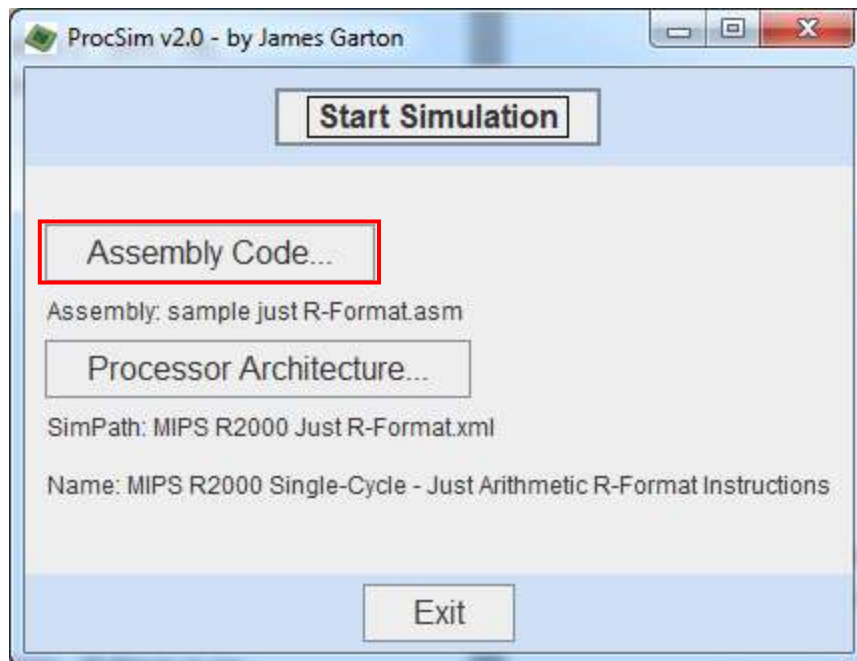 ProcSim v2.0 - by James Garton
Start Simulation
Assembly Code...
Assembly: sample just R-Format.asm
Processor Architecture...
SimPath: MIPS R2000 Just R-Format.xml
Name: MIPS R2000 Single-Cycle - Just Arithmetic R-Format Instructions
Exit